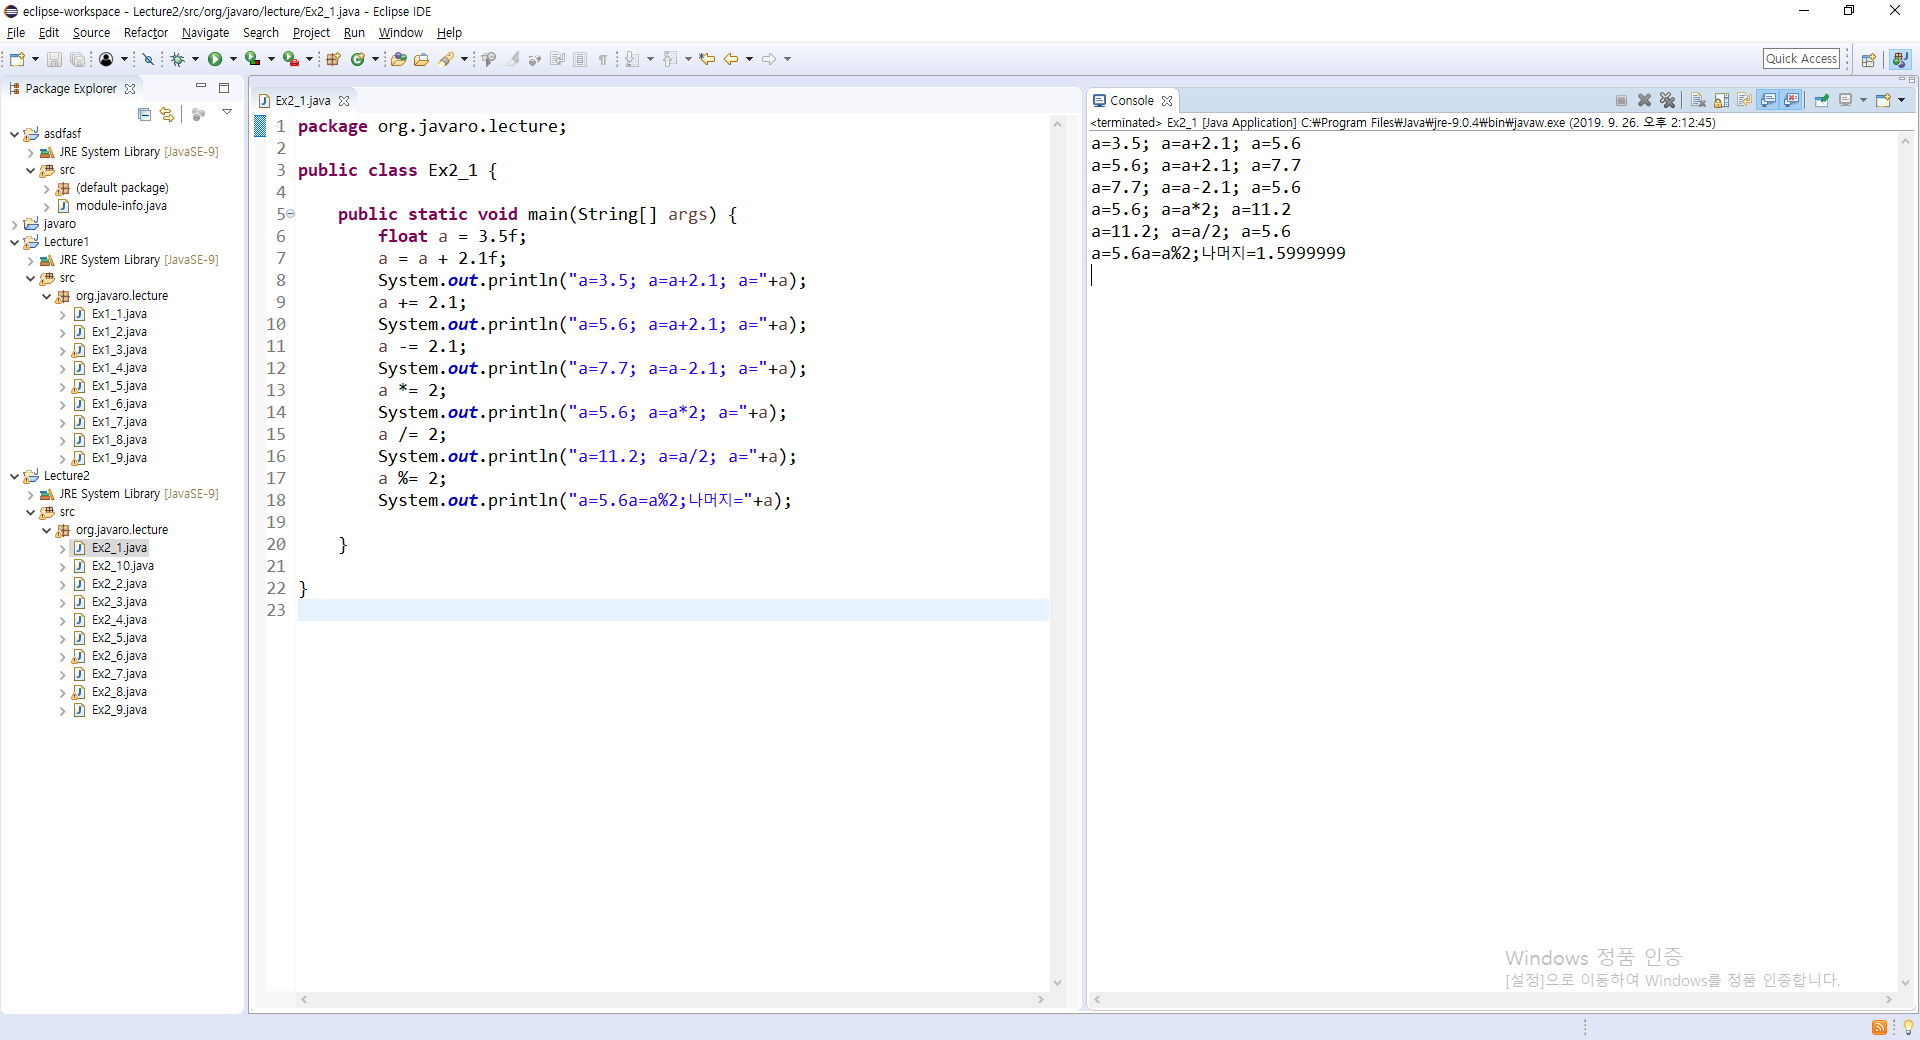 eclipse-workspace - Lecture2/src/org/javaro/lecture/Ex2_1.java - Eclipse IDE
File Edit Source Refactor Navigate Search Project Run Window Help
Quick Access
Package Explorer
asdfasf
JRE System Library [JavaSE-9]
src
(default package)
module-info.java
javaro
Lecture1
JRE System Library [JavaSE-9]
src
org.javaro.lecture
Ex1_1.java
Ex1_2.java
Ex1_3.java
Ex1_4.java
Ex1_5.java
Ex1_6.java
Ex1_7.java
Ex1_8.java
Ex1_9.java
Lecture2
JRE System Library [JavaSE-9]
src
org.javaro.lecture
Ex2_1.java
Ex2_10.java
Ex2_2.java
Ex2_3.java
Ex2_4.java
Ex2_5.java
Ex2_6.java
Ex2_7.java
Ex2_8.java
Ex2_9.java
Ex2_1.java
1 package org.javaro.lecture;
2
3 public class Ex2_1 {
4
5     public static void main(String[] args) {
6         float a = 3.5f;
7         a = a + 2.1f;
8         System.out.println("a=3.5; a=a+2.1; a="+a);
9         a += 2.1;
10         System.out.println("a=5.6; a=a+2.1; a="+a);
11         a -= 2.1;
12         System.out.println("a=7.7; a=a-2.1; a="+a);
13         a *= 2;
14         System.out.println("a=5.6; a=a*2; a="+a);
15         a /= 2;
16         System.out.println("a=11.2; a=a/2; a="+a);
17         a %= 2;
18         System.out.println("a=5.6a=a%2;나머지="+a);
19
20     }
21
22 }
23
Console
<terminated> Ex2_1 [Java Application] C:₩Program Files₩Java₩jre-9.0.4₩bin₩javaw.exe (2019. 9. 26. 오후 2:12:45)
a=3.5; a=a+2.1; a=5.6
a=5.6; a=a+2.1; a=7.7
a=7.7; a=a-2.1; a=5.6
a=5.6; a=a*2; a=11.2
a=11.2; a=a/2; a=5.6
a=5.6a=a%2;나머지=1.5999999
Windows 정품 인증
[설정]으로 이동하여 Windows를 정품 인증합니다.